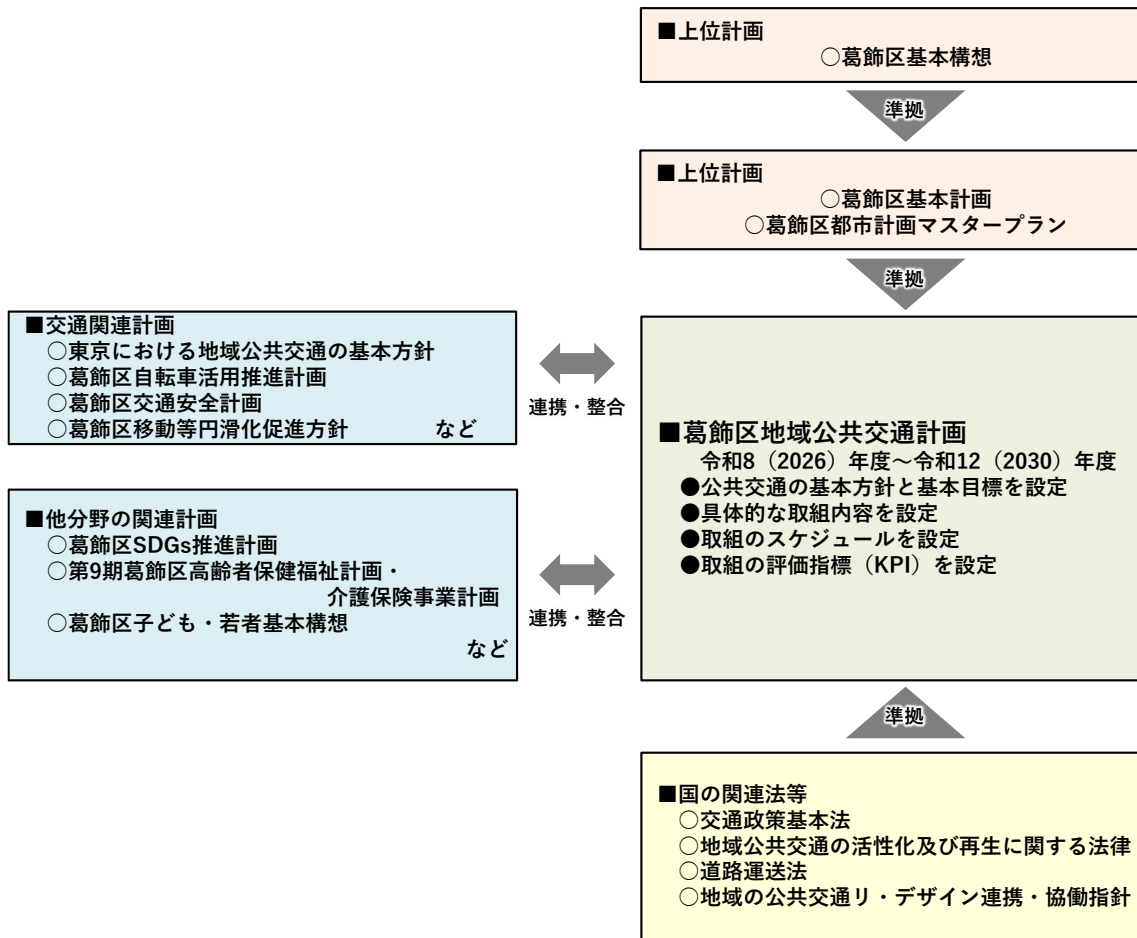 ■上位計画
○葛飾区基本構想
準拠
■上位計画
○葛飾区基本計画
○葛飾区都市計画マスタープラン
準拠
■交通関連計画
○東京における地域公共交通の基本方針
○葛飾区自転車活用推進計画
○葛飾区交通安全計画
○葛飾区移動等円滑化促進方針 など
連携・整合
■他分野の関連計画
○葛飾区SDGs推進計画
○第9期葛飾区高齢者保健福祉計画・
介護保険事業計画
○葛飾区子ども・若者基本構想
など
連携・整合
■葛飾区地域公共交通計画
令和8（2026）年度～令和12（2030）年度
●公共交通の基本方針と基本目標を設定
●具体的な取組内容を設定
●取組のスケジュールを設定
●取組の評価指標（KPI）を設定
準拠
■国の関連法等
○交通政策基本法
○地域公共交通の活性化及び再生に関する法律
○道路運送法
○地域の公共交通リ・デザイン連携・協働指針